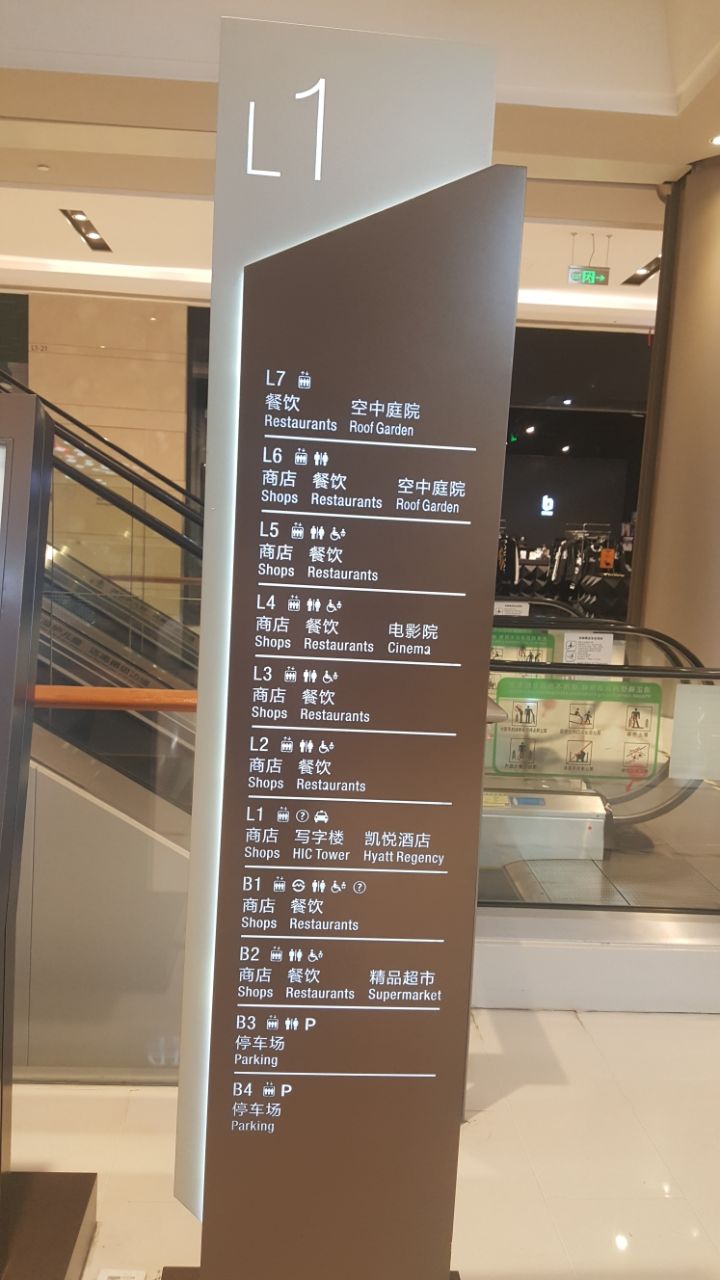 L1
L7
餐饮 空中庭院
Restaurants Roof Garden
L6
商店 餐饮 空中庭院
Shops Restaurants Roof Garden
L5
商店 餐饮
Shops Restaurants
L4
商店 餐饮 电影院
Shops Restaurants Cinema
L3
商店 餐饮
Shops Restaurants
L2
商店 餐饮
Shops Restaurants
L1 ?
商店 写字楼 凯悦酒店
Shops HIC Tower Hyatt Regency
B1 ?
商店 餐饮
Shops Restaurants
B2
商店 餐饮 精品超市
Shops Restaurants Supermarket
B3 P
停车场
Parking
B4 P
停车场
Parking
L1-21